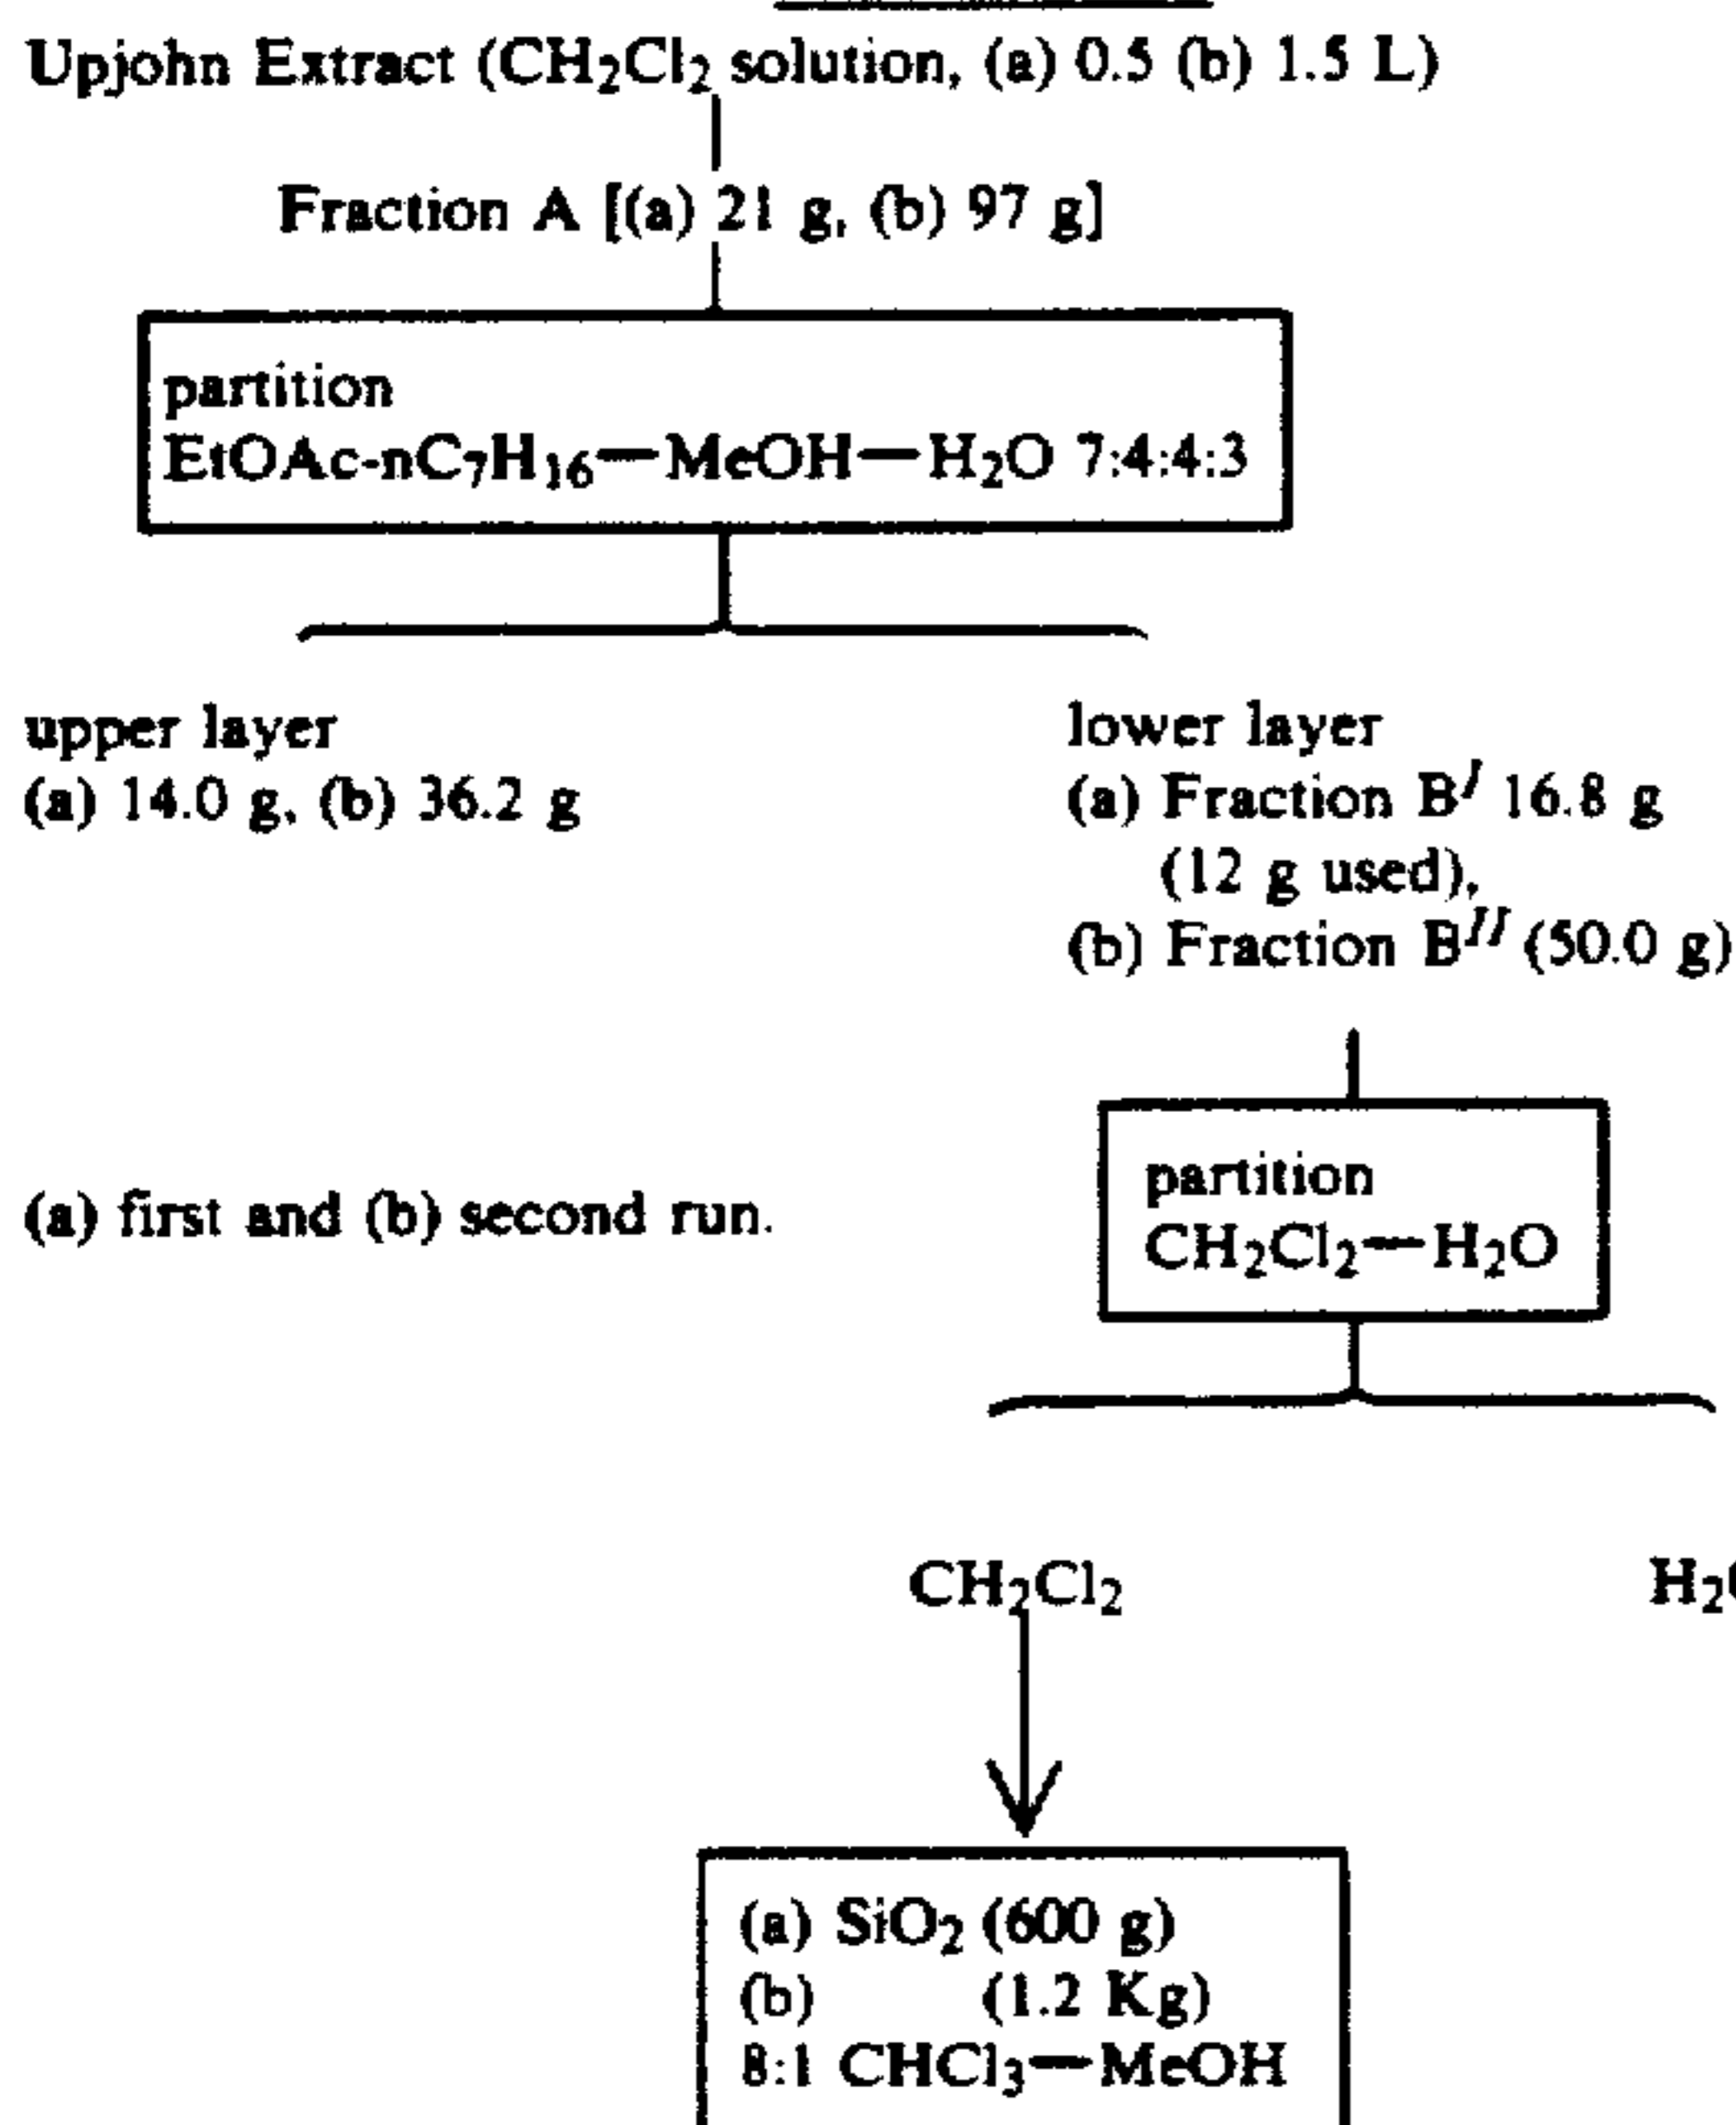 Upjohn Extract (CH₂Cl₂ solution, (a) 0.5 (b) 1.5 L)
Fraction A [(a) 21 g, (b) 97 g]
partition
EtOAc-nC₇H₁₆—MeOH—H₂O 7:4:4:3
upper layer
(a) 14.0 g, (b) 36.2 g
lower layer
(a) Fraction B′ 16.8 g
(12 g used),
(b) Fraction B″ (50.0 g)
(a) first and (b) second run.
partition
CH₂Cl₂—H₂O
CH₂Cl₂
(a) SiO₂ (600 g)
(b) (1.2 Kg)
8:1 CHCl₃—MeOH